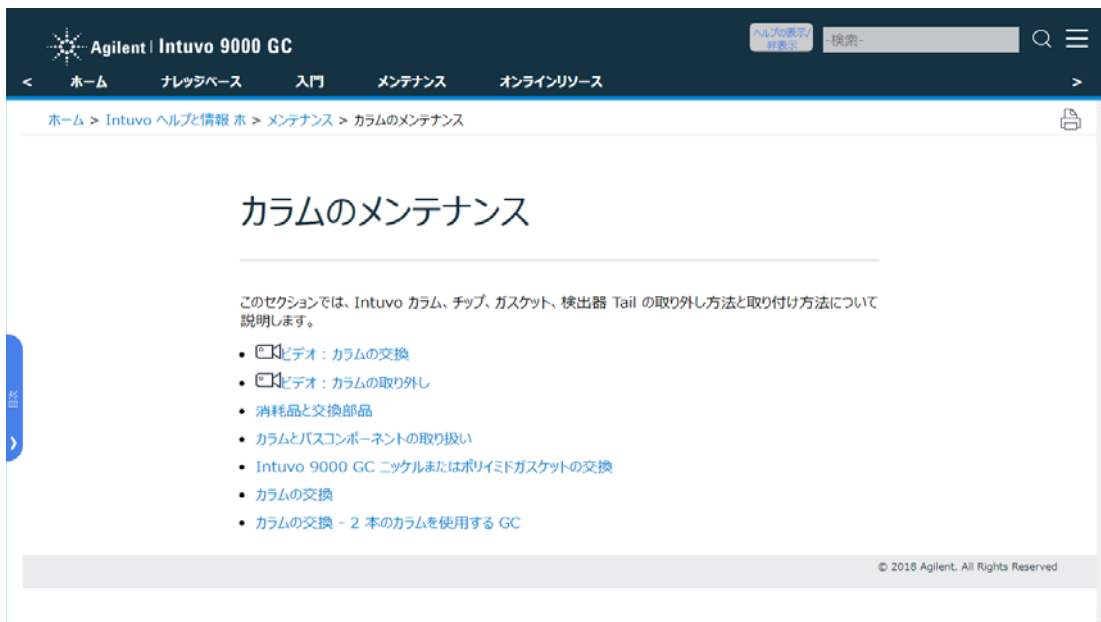 Agilent | Intuvo 9000 GC
ヘルプの表示/
非表示
-検索-
< ホーム ナレッジベース 入門 メンテナンス オンラインリソース >
ホーム > Intuvo ヘルプと情報 ホ > メンテナンス > カラムのメンテナンス
カラムのメンテナンス
このセクションでは、Intuvo カラム、チップ、ガスケット、検出器 Tail の取り外し方法と取り付け方法について
説明します。
• ビデオ : カラムの交換
• ビデオ : カラムの取り外し
• 消耗品と交換部品
• カラムとバスコンポーネントの取り扱い
• Intuvo 9000 GC ニッケルまたはポリイミドガスケットの交換
• カラムの交換
• カラムの交換 - 2 本のカラムを使用する GC
目次
© 2018 Agilent. All Rights Reserved